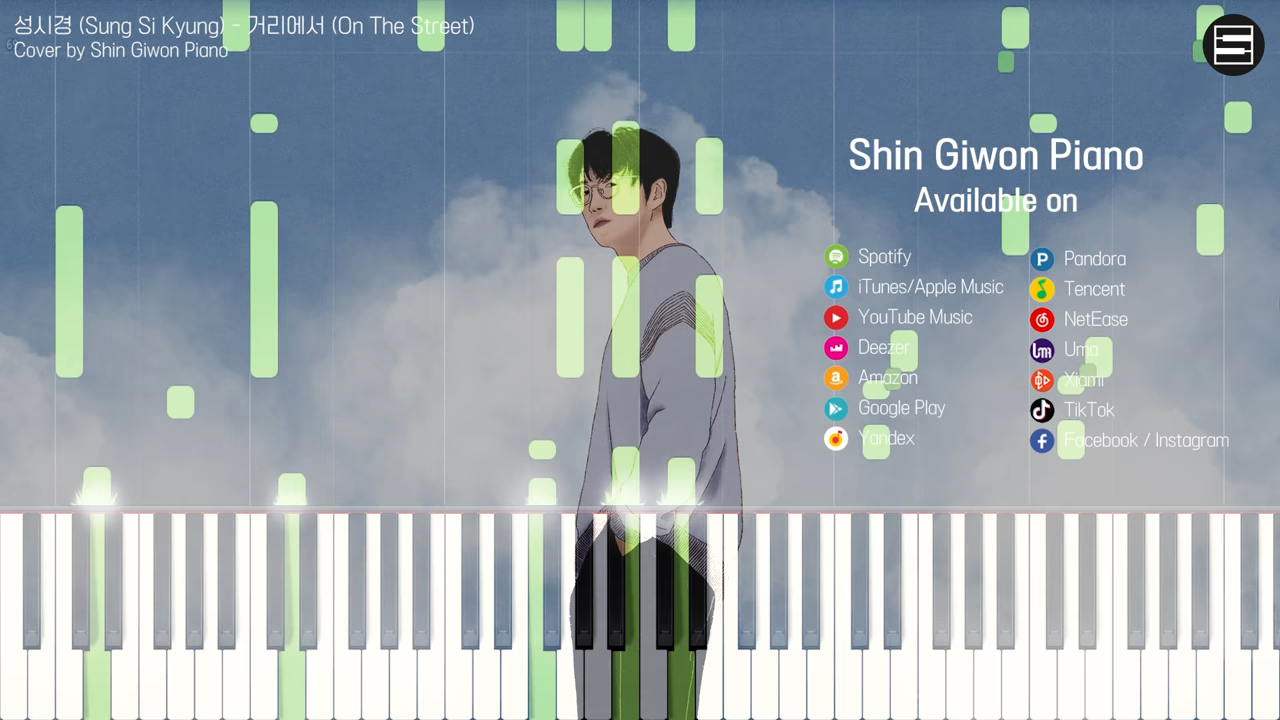 성시경 (Sung Si Kyung) - 거리에서 (On The Street)
Cover by Shin Giwon Piano
Shin Giwon Piano
Available on
Spotify
iTunes/Apple Music
YouTube Music
Deezer
Amazon
Google Play
Yandex
Pandora
Tencent
NetEase
Uma
Xiami
TikTok
Facebook / Instagram